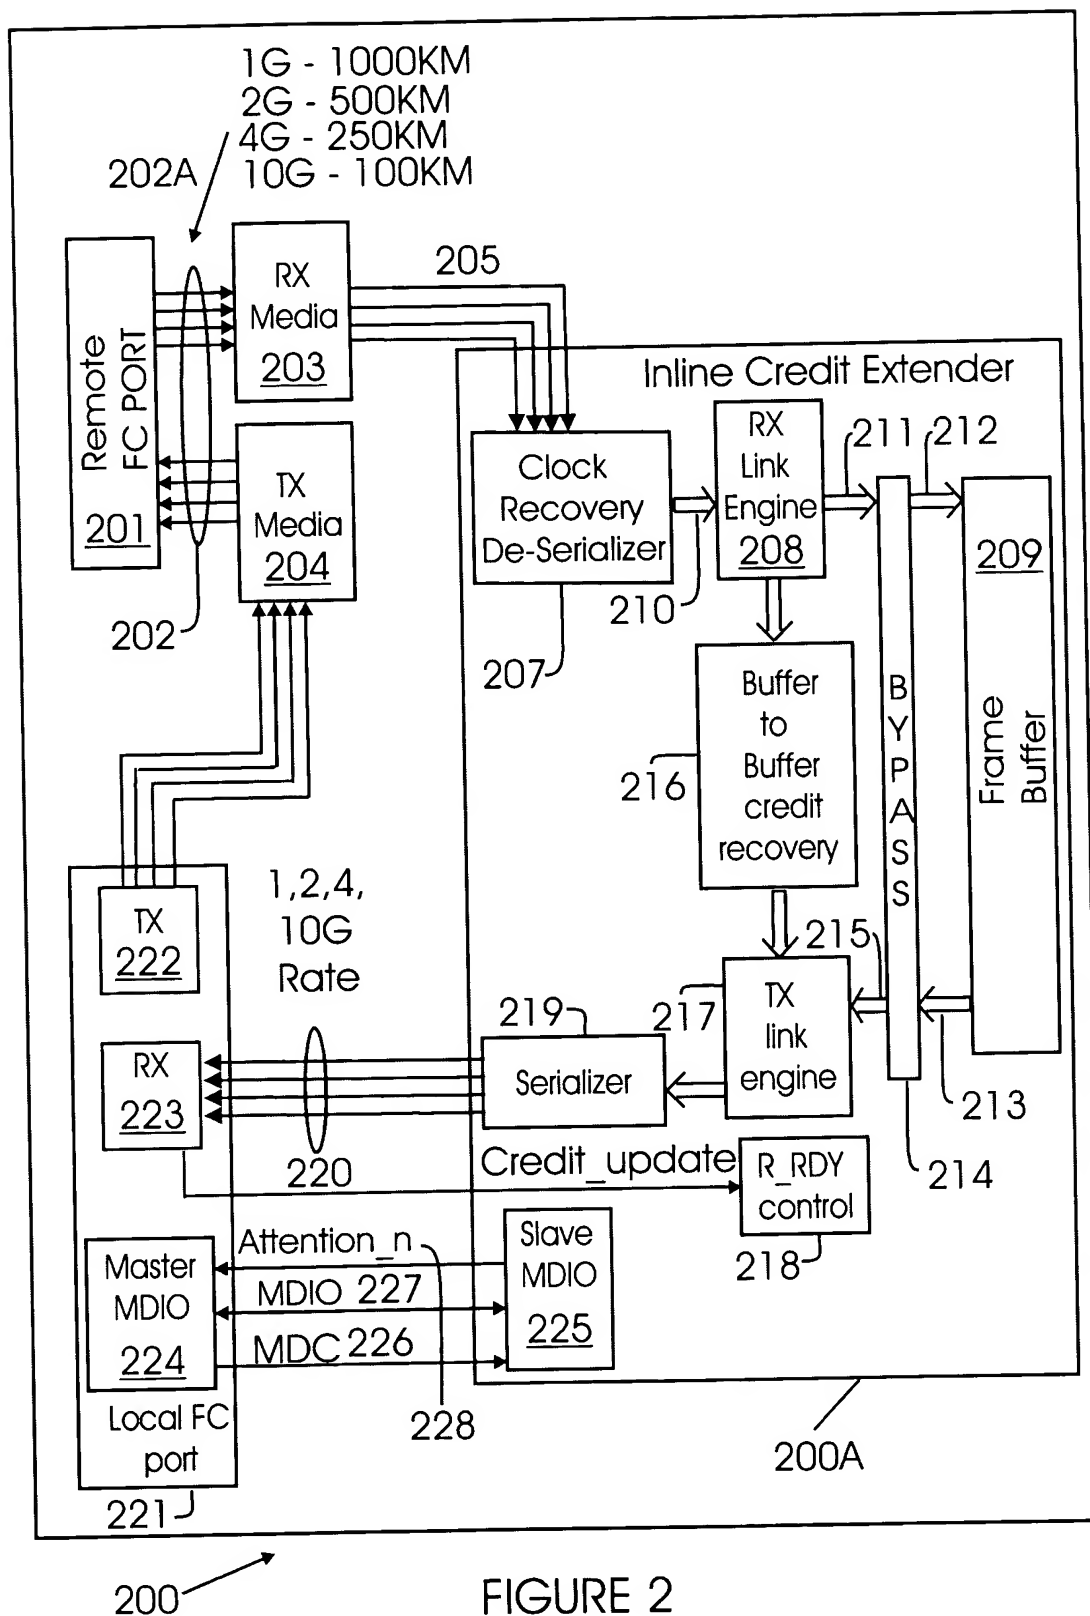 1G - 1000KM
2G - 500KM
4G - 250KM
10G - 100KM
202A
Remote
FC PORT
201
RX
Media
203
205
TX
Media
204
202
Inline Credit Extender
Clock
Recovery
De-Serializer
207
210
RX
Link
Engine
208
211
212
209
Frame
Buffer
BYPASS
Buffer
to
Buffer
credit
recovery
216
215
213
214
TX
222
1,2,4,
10G
Rate
219
217
TX
link
engine
Serializer
RX
223
220
Credit_update
R_RDY
control
218
Attention_n
Slave
MDIO
225
Master
MDIO
224
MDIO 227
MDC 226
228
Local FC
port
221
200A
200
FIGURE 2